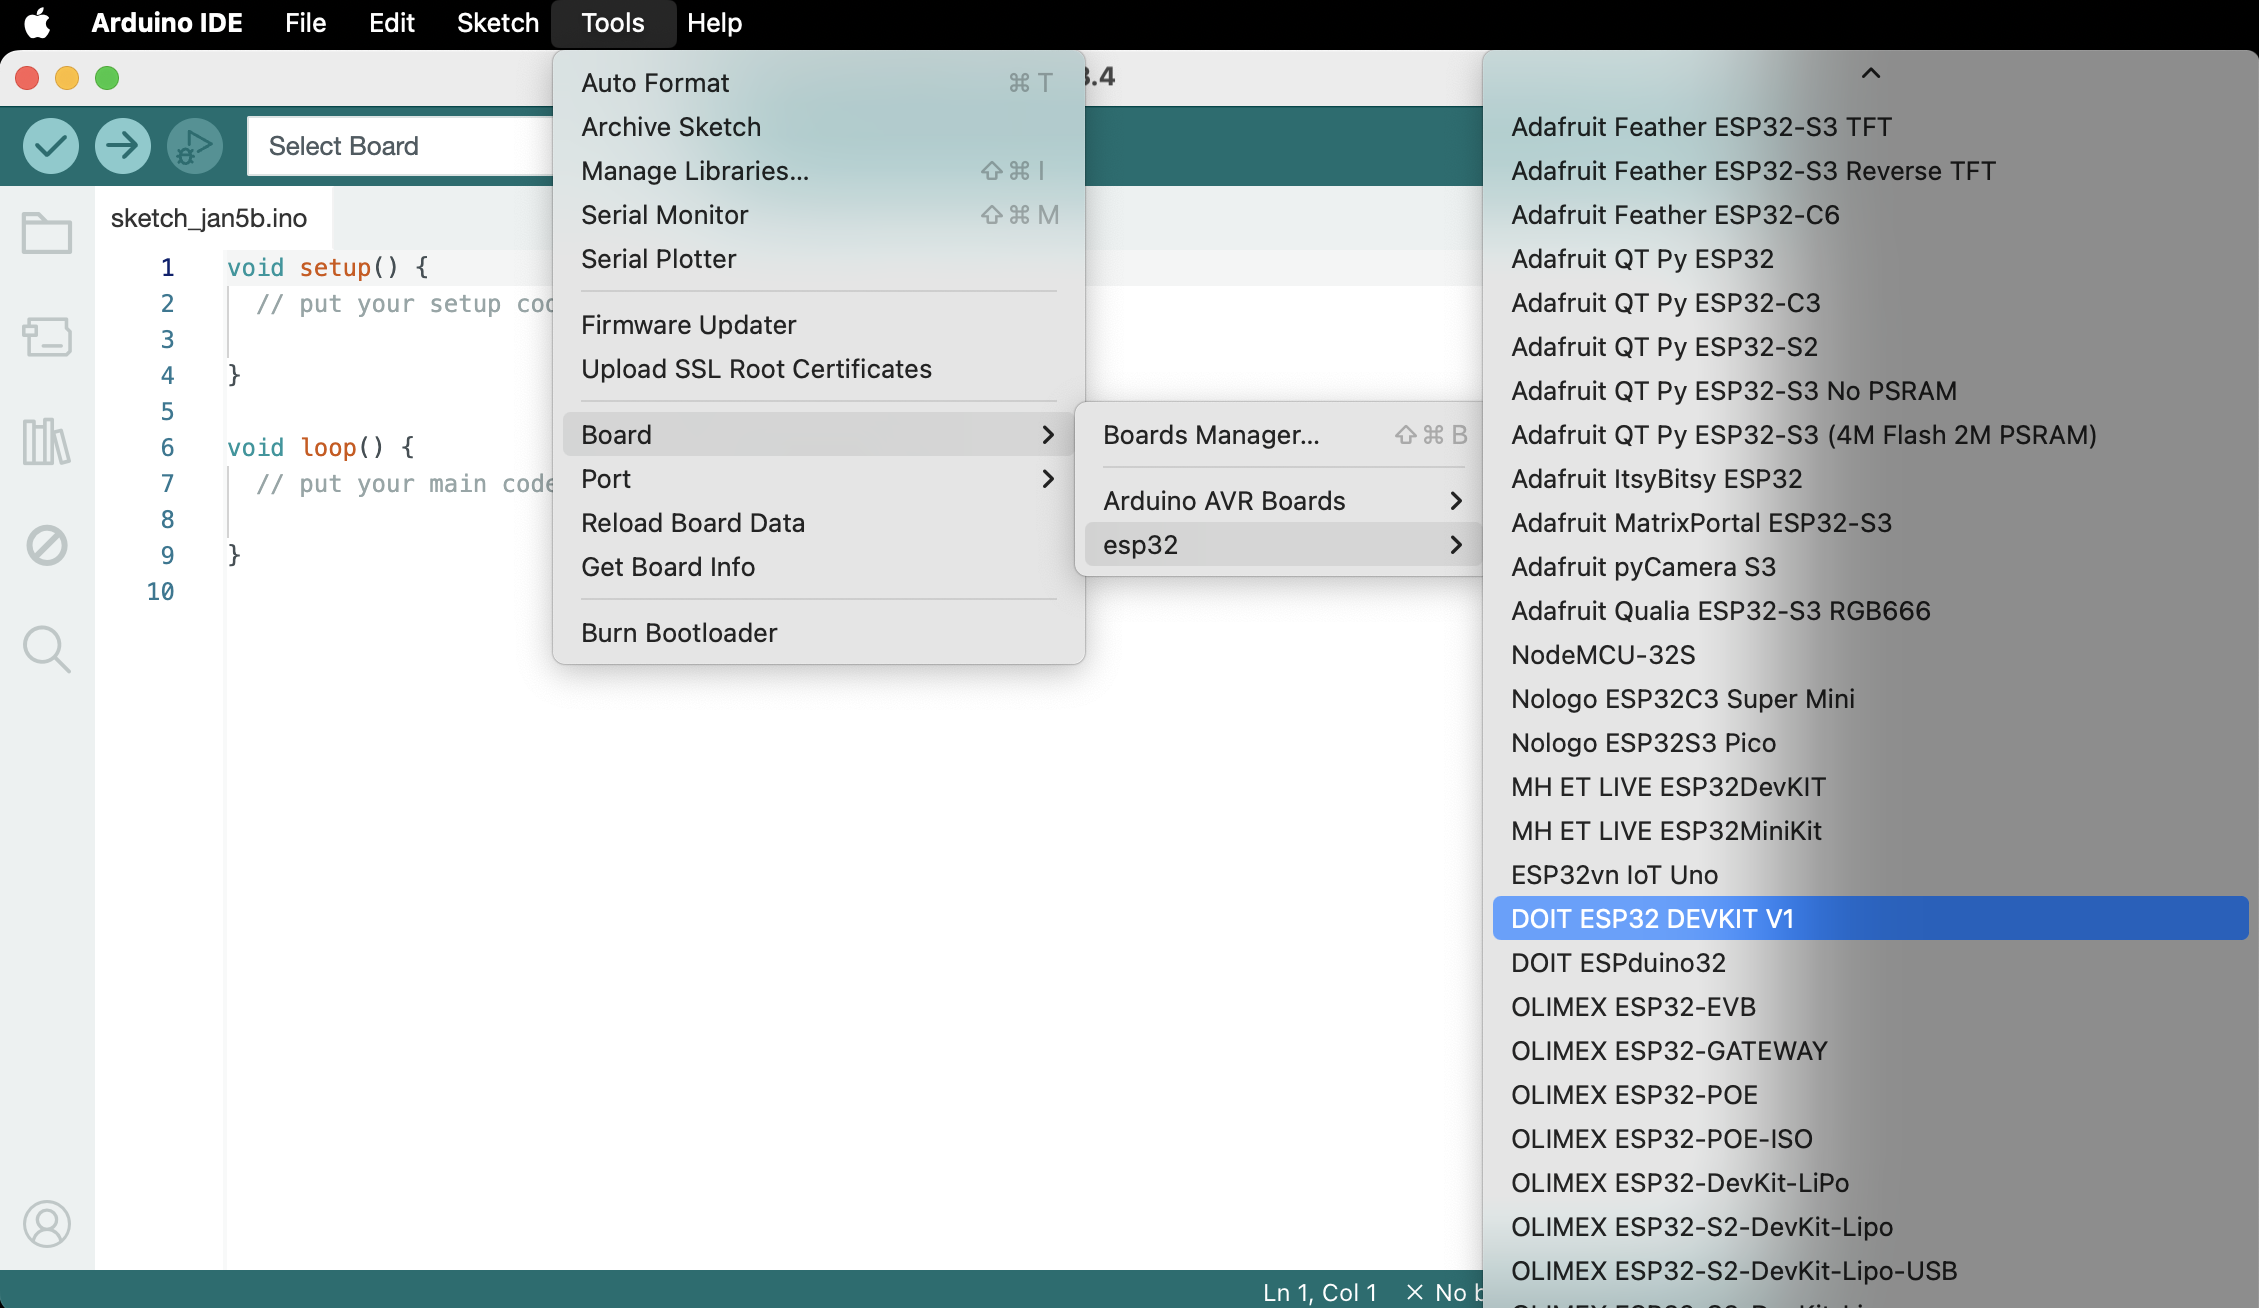 Arduino IDE File Edit Sketch Tools Help
3.4
Select Board
sketch_jan5b.ino
1 void setup() {
2 // put your setup
3
4 }
5
6 void loop() {
7 // put your main code
8
9 }
10
Auto Format ⌘ T
Archive Sketch
Manage Libraries... ⇧ ⌘ I
Serial Monitor ⇧ ⌘ M
Serial Plotter
Firmware Updater
Upload SSL Root Certificates
Board
Port
Reload Board Data
Get Board Info
Burn Bootloader
Boards Manager... ⇧ ⌘ B
Arduino AVR Boards
esp32
Adafruit Feather ESP32-S3 TFT
Adafruit Feather ESP32-S3 Reverse TFT
Adafruit Feather ESP32-C6
Adafruit QT Py ESP32
Adafruit QT Py ESP32-C3
Adafruit QT Py ESP32-S2
Adafruit QT Py ESP32-S3 No PSRAM
Adafruit QT Py ESP32-S3 (4M Flash 2M PSRAM)
Adafruit ItsyBitsy ESP32
Adafruit MatrixPortal ESP32-S3
Adafruit pyCamera S3
Adafruit Qualia ESP32-S3 RGB666
NodeMCU-32S
Nologo ESP32C3 Super Mini
Nologo ESP32S3 Pico
MH ET LIVE ESP32DevKIT
MH ET LIVE ESP32MiniKit
ESP32vn IoT Uno
DOIT ESP32 DEVKIT V1
DOIT ESPduino32
OLIMEX ESP32-EVB
OLIMEX ESP32-GATEWAY
OLIMEX ESP32-POE
OLIMEX ESP32-POE-ISO
OLIMEX ESP32-DevKit-LiPo
OLIMEX ESP32-S2-DevKit-Lipo
OLIMEX ESP32-S2-DevKit-Lipo-USB
Ln 1, Col 1 No